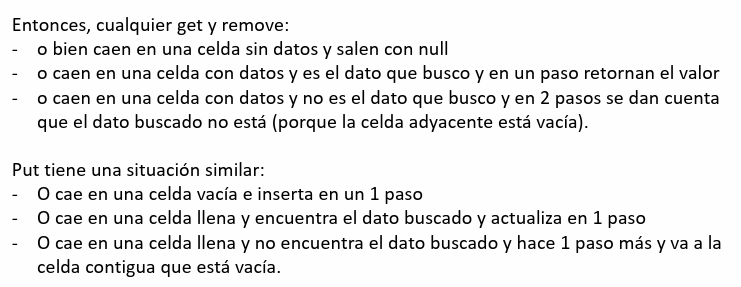 Entonces, cualquier get y remove:
- o bien caen en una celda sin datos y salen con null
- o caen en una celda con datos y es el dato que busco y en un paso retornan el valor
- o caen en una celda con datos y no es el dato que busco y en 2 pasos se dan cuenta
que el dato buscado no está (porque la celda adyacente está vacía).
Put tiene una situación similar:
- O cae en una celda vacía e inserta en un 1 paso
- O cae en una celda llena y encuentra el dato buscado y actualiza en 1 paso
- O cae en una celda llena y no encuentra el dato buscado y hace 1 paso más y va a la
celda contigua que está vacía.